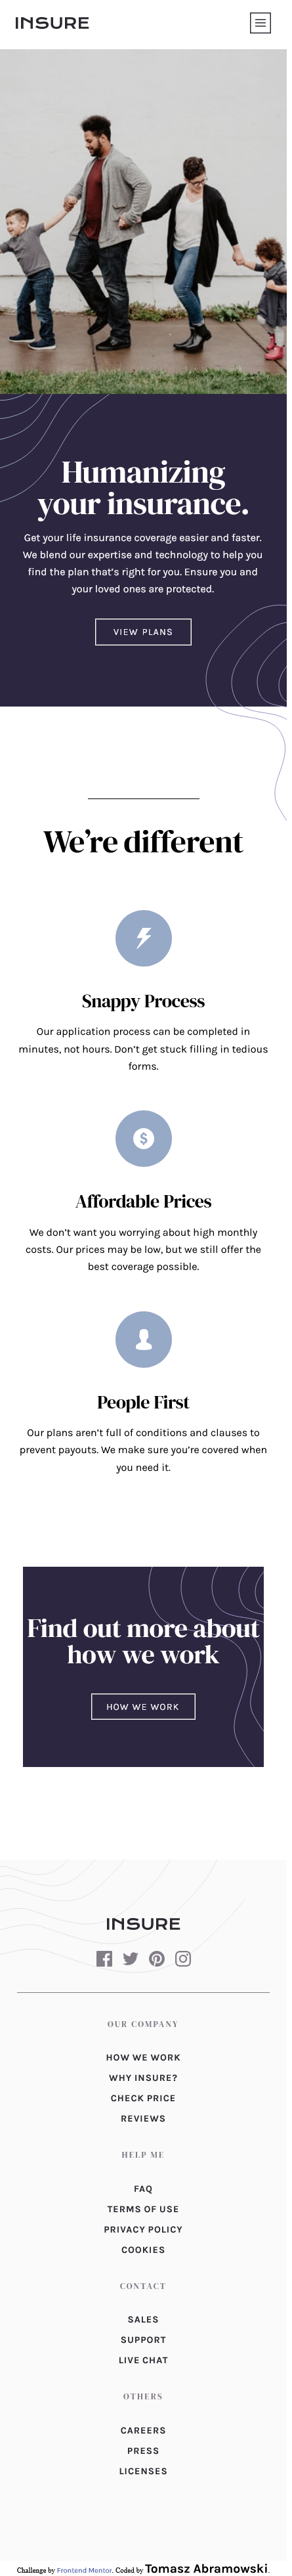 INSURE
Humanizing
your insurance.
Get your life insurance coverage easier and faster.
We blend our expertise and technology to help you
find the plan that’s right for you. Ensure you and
your loved ones are protected.
VIEW PLANS
We’re different
Snappy Process
Our application process can be completed in
minutes, not hours. Don’t get stuck filling in tedious
forms.
$
Affordable Prices
We don’t want you worrying about high monthly
costs. Our prices may be low, but we still offer the
best coverage possible.
People First
Our plans aren’t full of conditions and clauses to
prevent payouts. We make sure you’re covered when
you need it.
Find out more about
how we work
HOW WE WORK
INSURE
OUR COMPANY
HOW WE WORK
WHY INSURE?
CHECK PRICE
REVIEWS
HELP ME
FAQ
TERMS OF USE
PRIVACY POLICY
COOKIES
CONTACT
SALES
SUPPORT
LIVE CHAT
OTHERS
CAREERS
PRESS
LICENSES
Challenge by Frontend Mentor. Coded by Tomasz Abramowski.